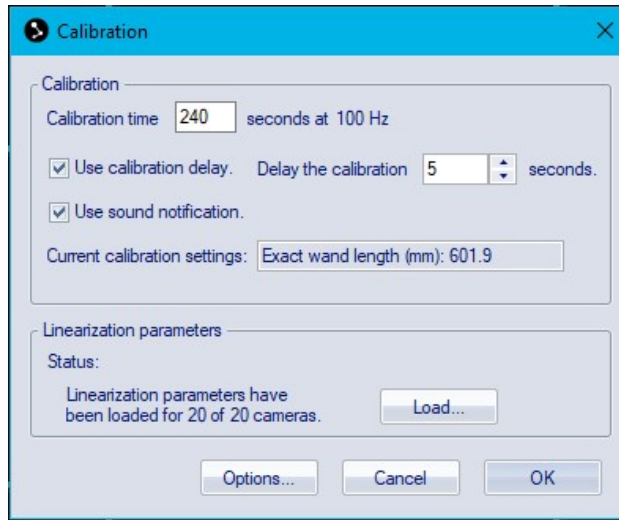 Calibration
Calibration
Calibration time 240 seconds at 100 Hz
Use calibration delay. Delay the calibration 5 seconds.
Use sound notification.
Current calibration settings: Exact wand length (mm): 601.9
Linearization parameters
Status:
Linearization parameters have
been loaded for 20 of 20 cameras.
Load...
Options... Cancel OK